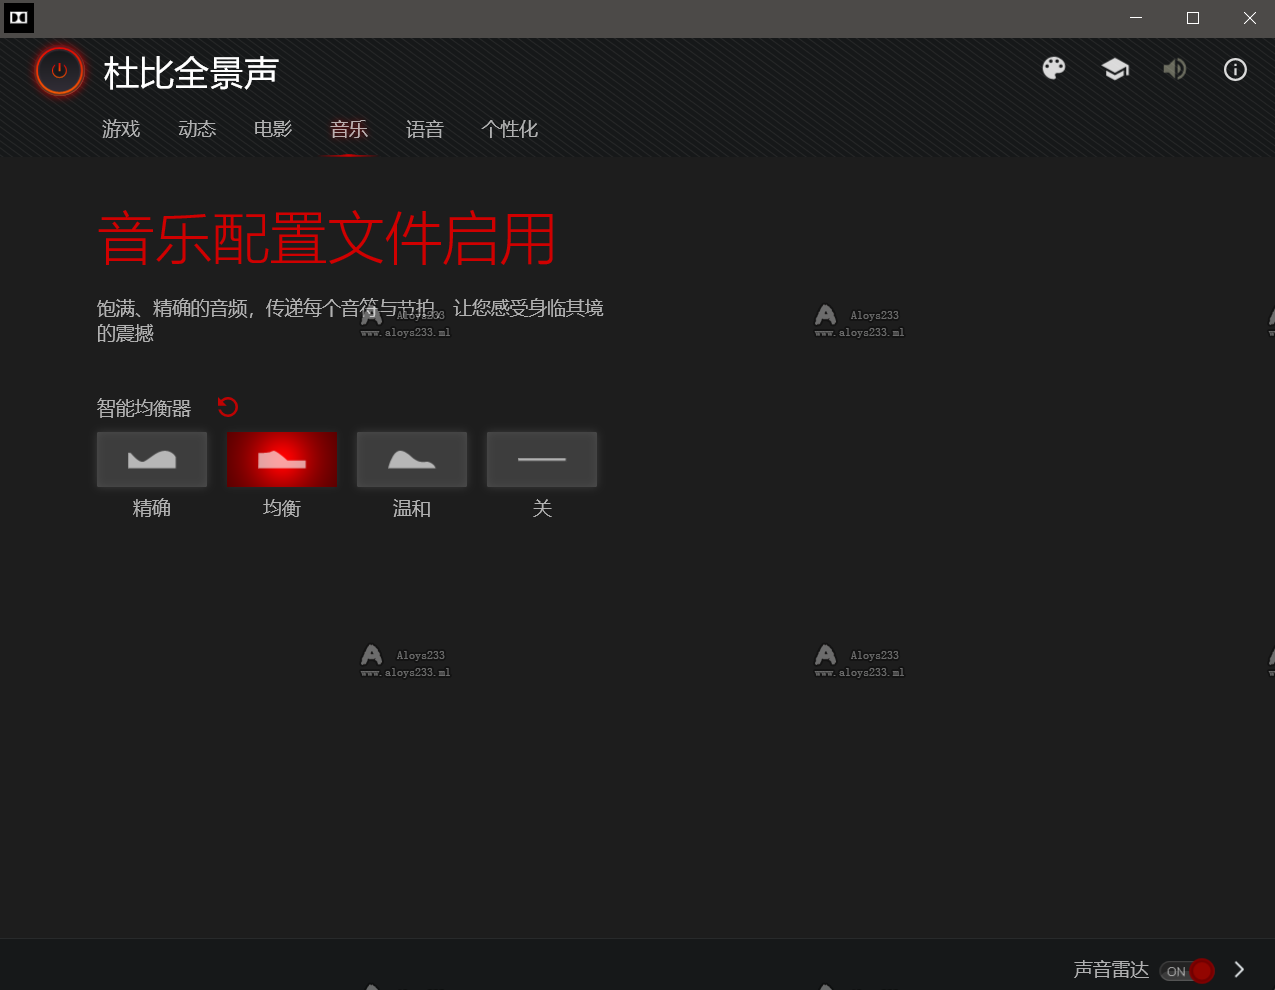 杜比全景声
游戏 动态 电影 音乐 语音 个性化
音乐配置文件启用
饱满、精确的音频，传递每个音符与节拍，让您感受身临其境
的震撼
Aloys233
www.aloys233.ml
Aloys233
www.aloys233.ml
智能均衡器
精确 均衡 温和 关
Aloys233
www.aloys233.ml
Aloys233
www.aloys233.ml
声音雷达 ON